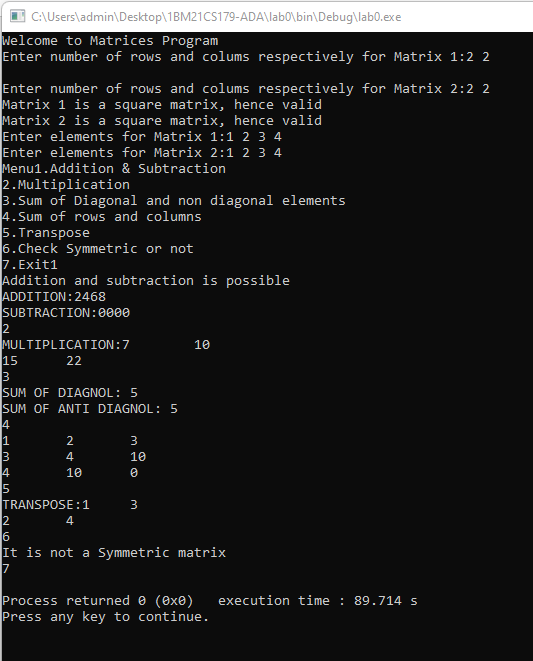 C:\Users\admin\Desktop\1BM21CS179-ADA\lab0\bin\Debug\lab0.exe
Welcome to Matrices Program
Enter number of rows and colums respectively for Matrix 1:2 2
Enter number of rows and colums respectively for Matrix 2:2 2
Matrix 1 is a square matrix, hence valid
Matrix 2 is a square matrix, hence valid
Enter elements for Matrix 1:1 2 3 4
Enter elements for Matrix 2:1 2 3 4
Menu1.Addition & Subtraction
2.Multiplication
3.Sum of Diagonal and non diagonal elements
4.Sum of rows and columns
5.Transpose
6.Check Symmetric or not
7.Exit1
Addition and subtraction is possible
ADDITION:2468
SUBTRACTION:0000
2
MULTIPLICATION:7        10
15      22
3
SUM OF DIAGNOL: 5
SUM OF ANTI DIAGNOL: 5
4
1       2       3
3       4       10
4       10      0
5
TRANSPOSE:1     3
2       4
6
It is not a Symmetric matrix
7
Process returned 0 (0x0)   execution time : 89.714 s
Press any key to continue.